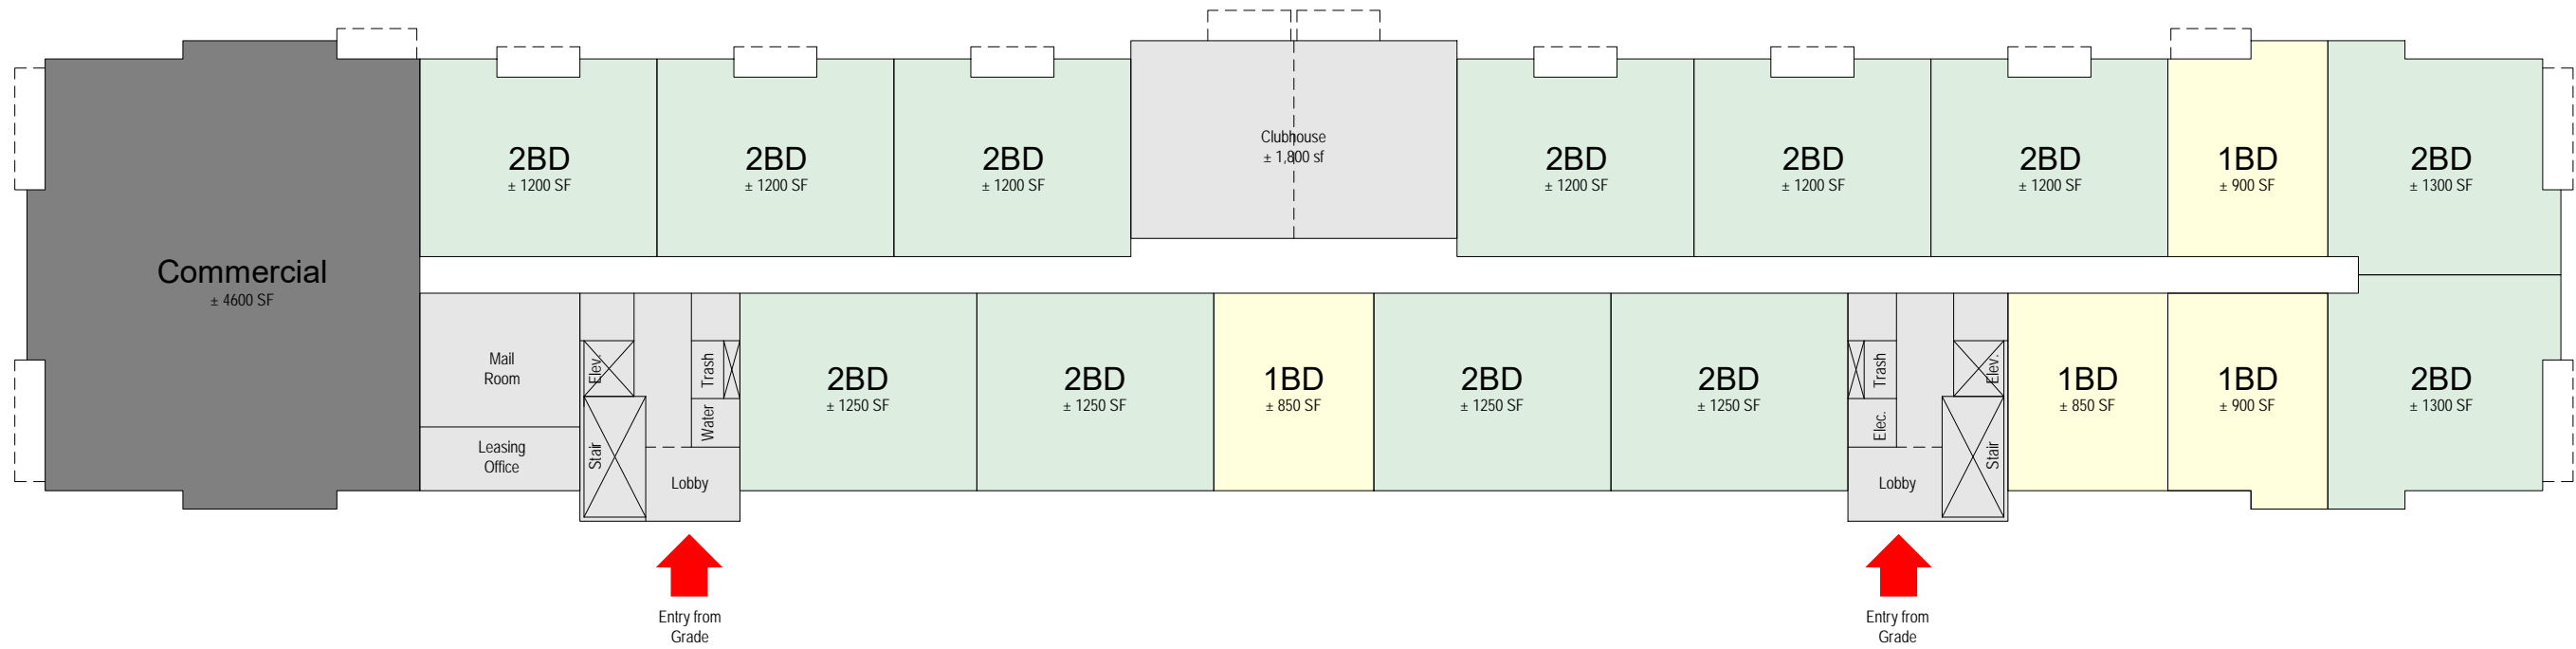 Commercial
± 4600 SF
2BD
± 1200 SF
2BD
± 1200 SF
2BD
± 1200 SF
Clubhouse
± 1,800 sf
2BD
± 1200 SF
2BD
± 1200 SF
2BD
± 1200 SF
1BD
± 900 SF
2BD
± 1300 SF
Mail
Room
Leasing
Office
Elev.
Stair
Trash
Water
Lobby
2BD
± 1250 SF
2BD
± 1250 SF
1BD
± 850 SF
2BD
± 1250 SF
2BD
± 1250 SF
Trash
Elec.
Lobby
Elev.
Stair
1BD
± 850 SF
1BD
± 900 SF
2BD
± 1300 SF
Entry from
Grade
Entry from
Grade